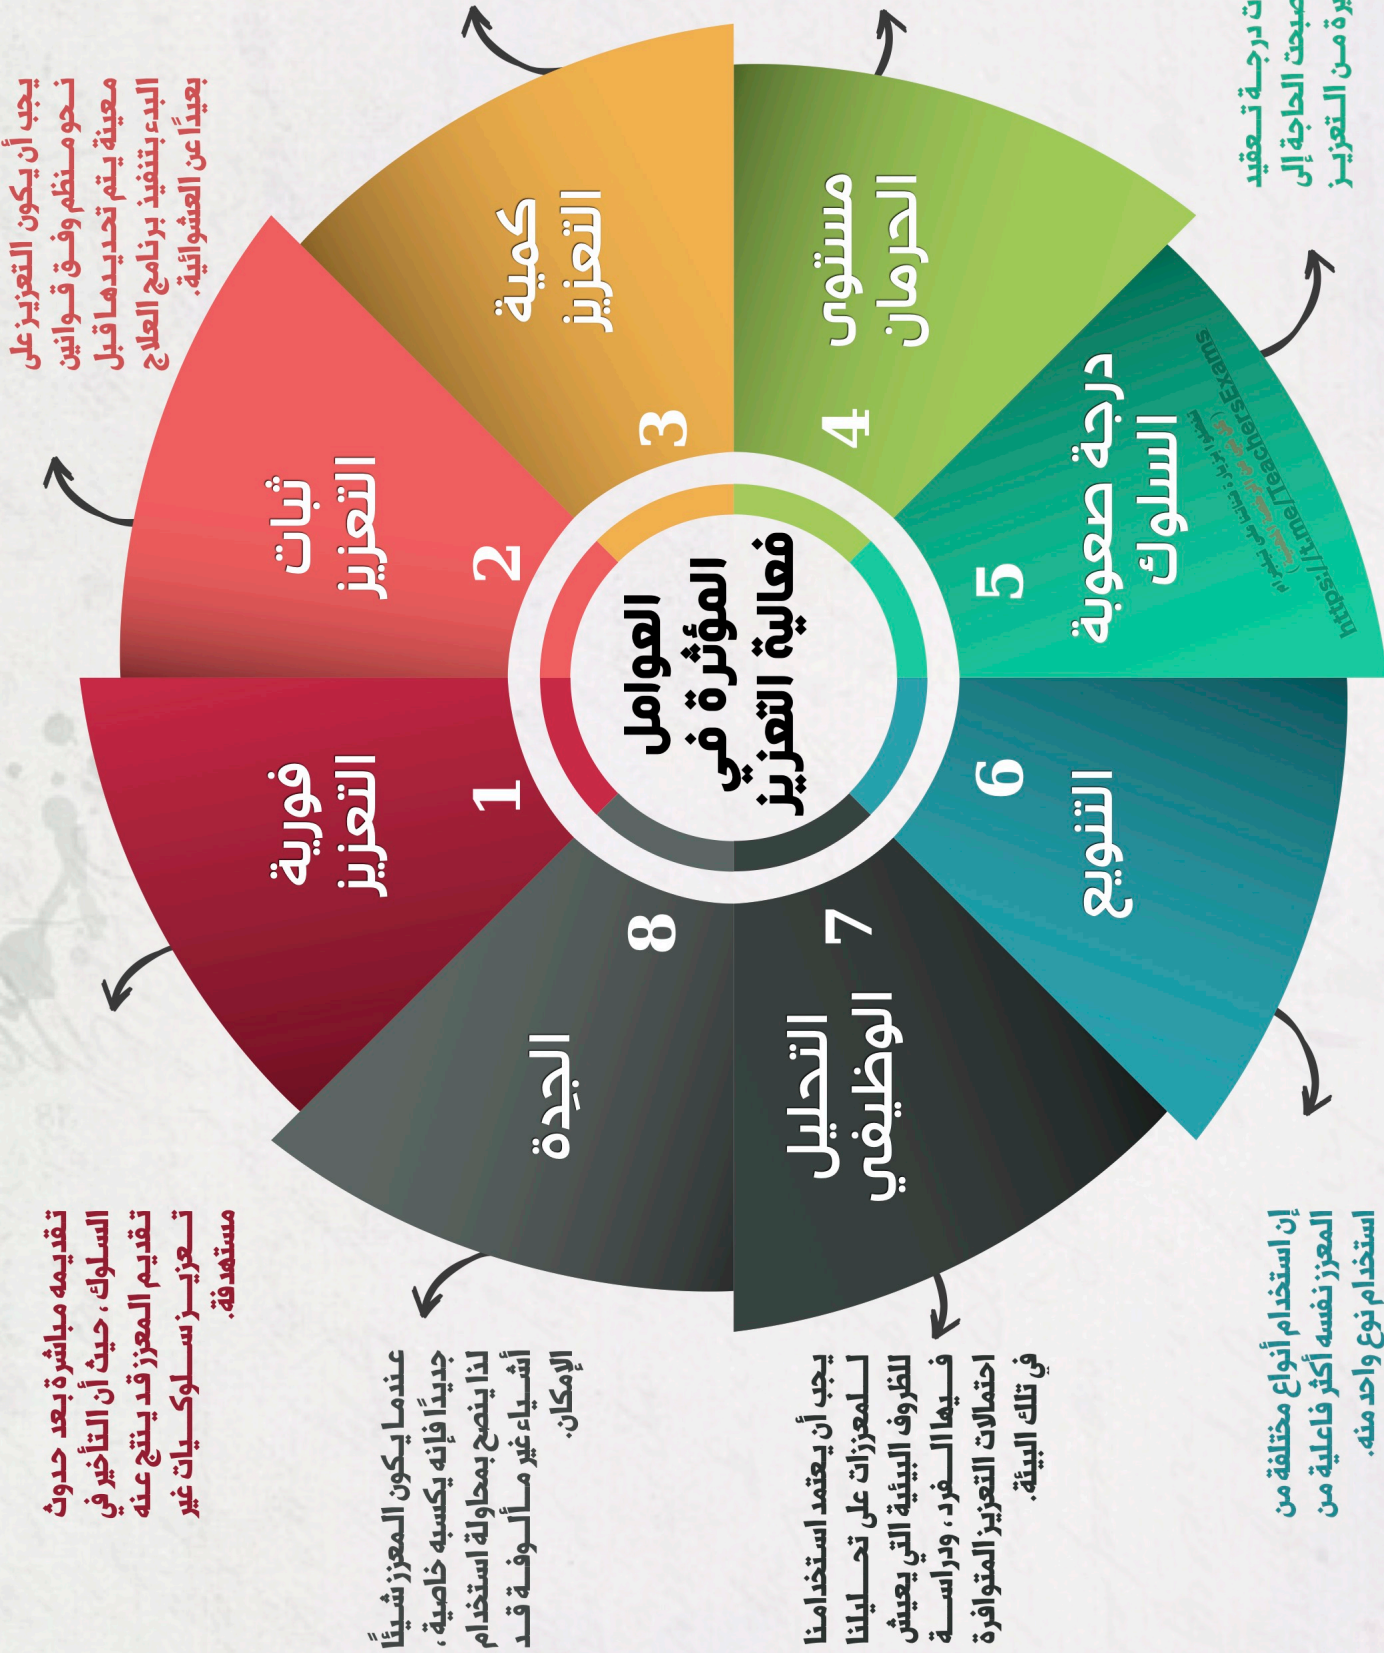 العوامل
المؤثرة في
فعالية التعزيز
1
فورية
التعزيز
تقديمه مباشرة بعد حدوث
السلوك ، حيث أن التأخير في
تقديم المعزز قد ينتج عنه
تعزيز سلوكيات غير
مستهدفة.
2
ثبات
التعزيز
يجب أن يكون التعزيز على
نحو منظم وفق قوانين
معينة يتم تحديدها قبل
البدء بتنفيذ برنامج العلاج
بعيدًا عن العشوائية.
3
كمية
التعزيز
4
مستوى
الحرمان
5
درجة صعوبة
السلوك
ت درجة تعقيد
صبحت الحاجة إلى
يرة من التعزيز
https://t.me/TeachersExams
6
التنويع
إن استخدام أنواع مختلفة من
المعزز نفسه أكثر فاعلية من
استخدام نوع واحد منه.
7
التحليل
الوظيفي
يجب أن يعتمد استخدامنا
للمعززات على تحليلنا
للظروف البيئية التي يعيش
فيها الفرد ، ودراسة
احتمالات التعزيز المتوافرة
في تلك البيئة.
8
الجِدة
عندما يكون المعزز شيئًا
جديدًا فإنه يكسبه خاصية ،
لذا ينصح بمحاولة استخدام
أشياء غير مألوفة قد
الإمكان.